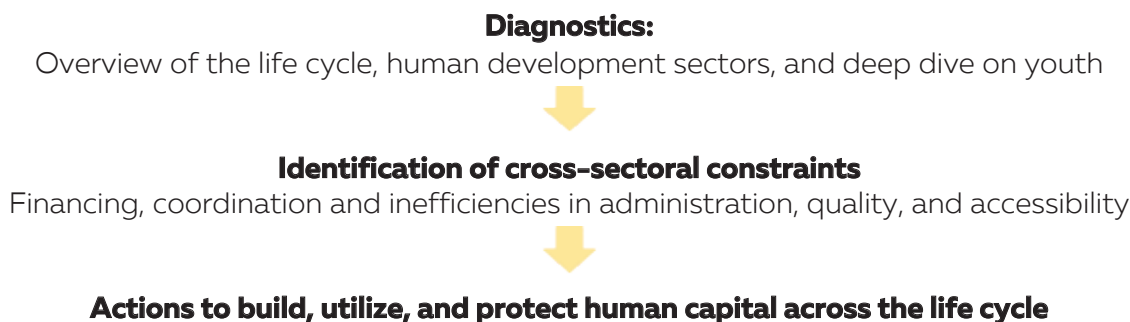 Diagnostics:
Overview of the life cycle, human development sectors, and deep dive on youth
Identification of cross-sectoral constraints
Financing, coordination and inefficiencies in administration, quality, and accessibility
Actions to build, utilize, and protect human capital across the life cycle